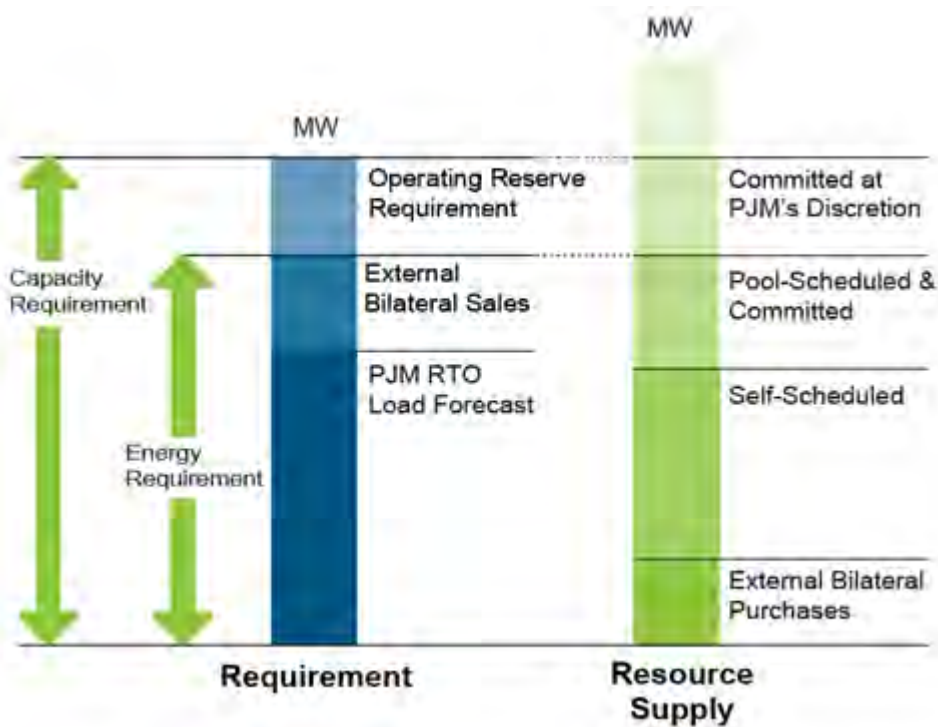 MW
MW
Operating Reserve
Requirement
Committed at
PJM's Discretion
Capacity
Requirement
External
Bilateral Sales
Pool-Scheduled &
Committed
PJM RTO
Load Forecast
Self-Scheduled
Energy
Requirement
External Bilateral
Purchases
Requirement
Resource
Supply